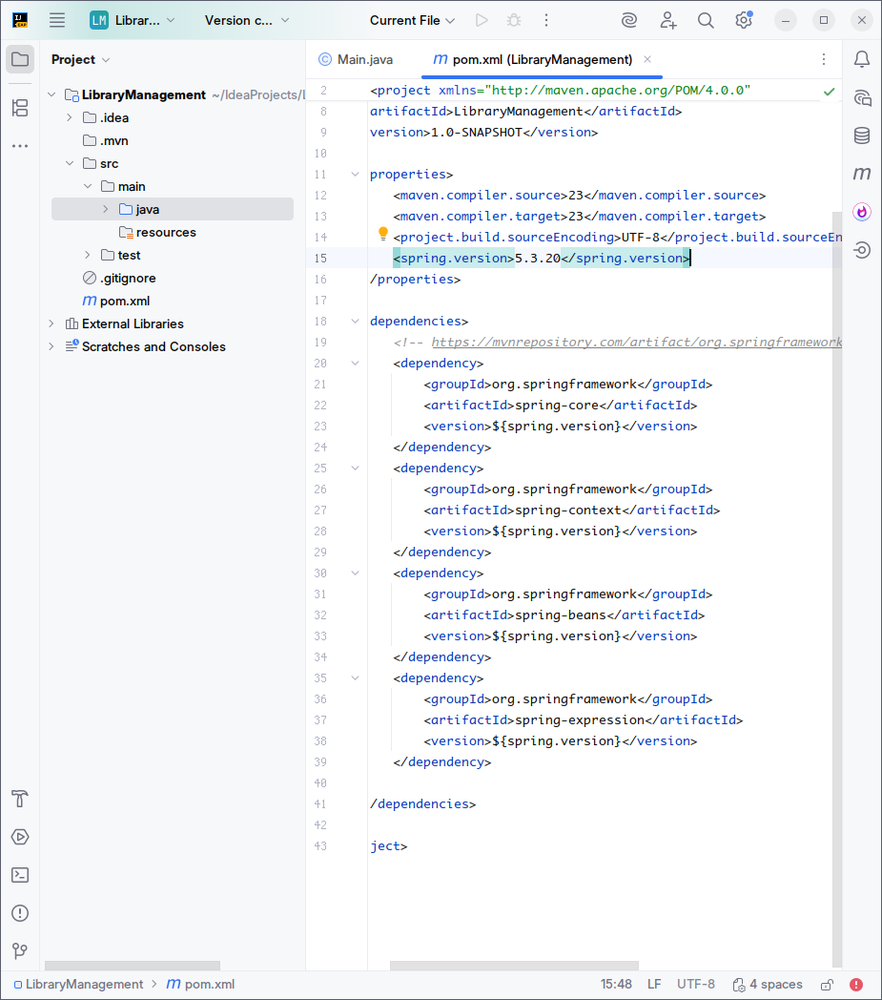 LM Librar... Version c... Current File
Project
Main.java
pom.xml (LibraryManagement)
LibraryManagement ~/IdeaProjects/
.idea
.mvn
src
main
java
resources
test
.gitignore
m pom.xml
External Libraries
Scratches and Consoles
2 <project xmlns="http://maven.apache.org/POM/4.0.0"
8 artifactId>LibraryManagement</artifactId>
9 version>1.0-SNAPSHOT</version>
10
11 properties>
12 <maven.compiler.source>23</maven.compiler.source>
13 <maven.compiler.target>23</maven.compiler.target>
14 <project.build.sourceEncoding>UTF-8</project.build.sourceEn
15 <spring.version>5.3.20</spring.version>
16 /properties>
17
18 dependencies>
19 <!-- https://mvnrepository.com/artifact/org.springframework
20 <dependency>
21 <groupId>org.springframework</groupId>
22 <artifactId>spring-core</artifactId>
23 <version>${spring.version}</version>
24 </dependency>
25 <dependency>
26 <groupId>org.springframework</groupId>
27 <artifactId>spring-context</artifactId>
28 <version>${spring.version}</version>
29 </dependency>
30 <dependency>
31 <groupId>org.springframework</groupId>
32 <artifactId>spring-beans</artifactId>
33 <version>${spring.version}</version>
34 </dependency>
35 <dependency>
36 <groupId>org.springframework</groupId>
37 <artifactId>spring-expression</artifactId>
38 <version>${spring.version}</version>
39 </dependency>
40
41 /dependencies>
42
43 ject>
LibraryManagement > m pom.xml 15:48 LF UTF-8 4 spaces